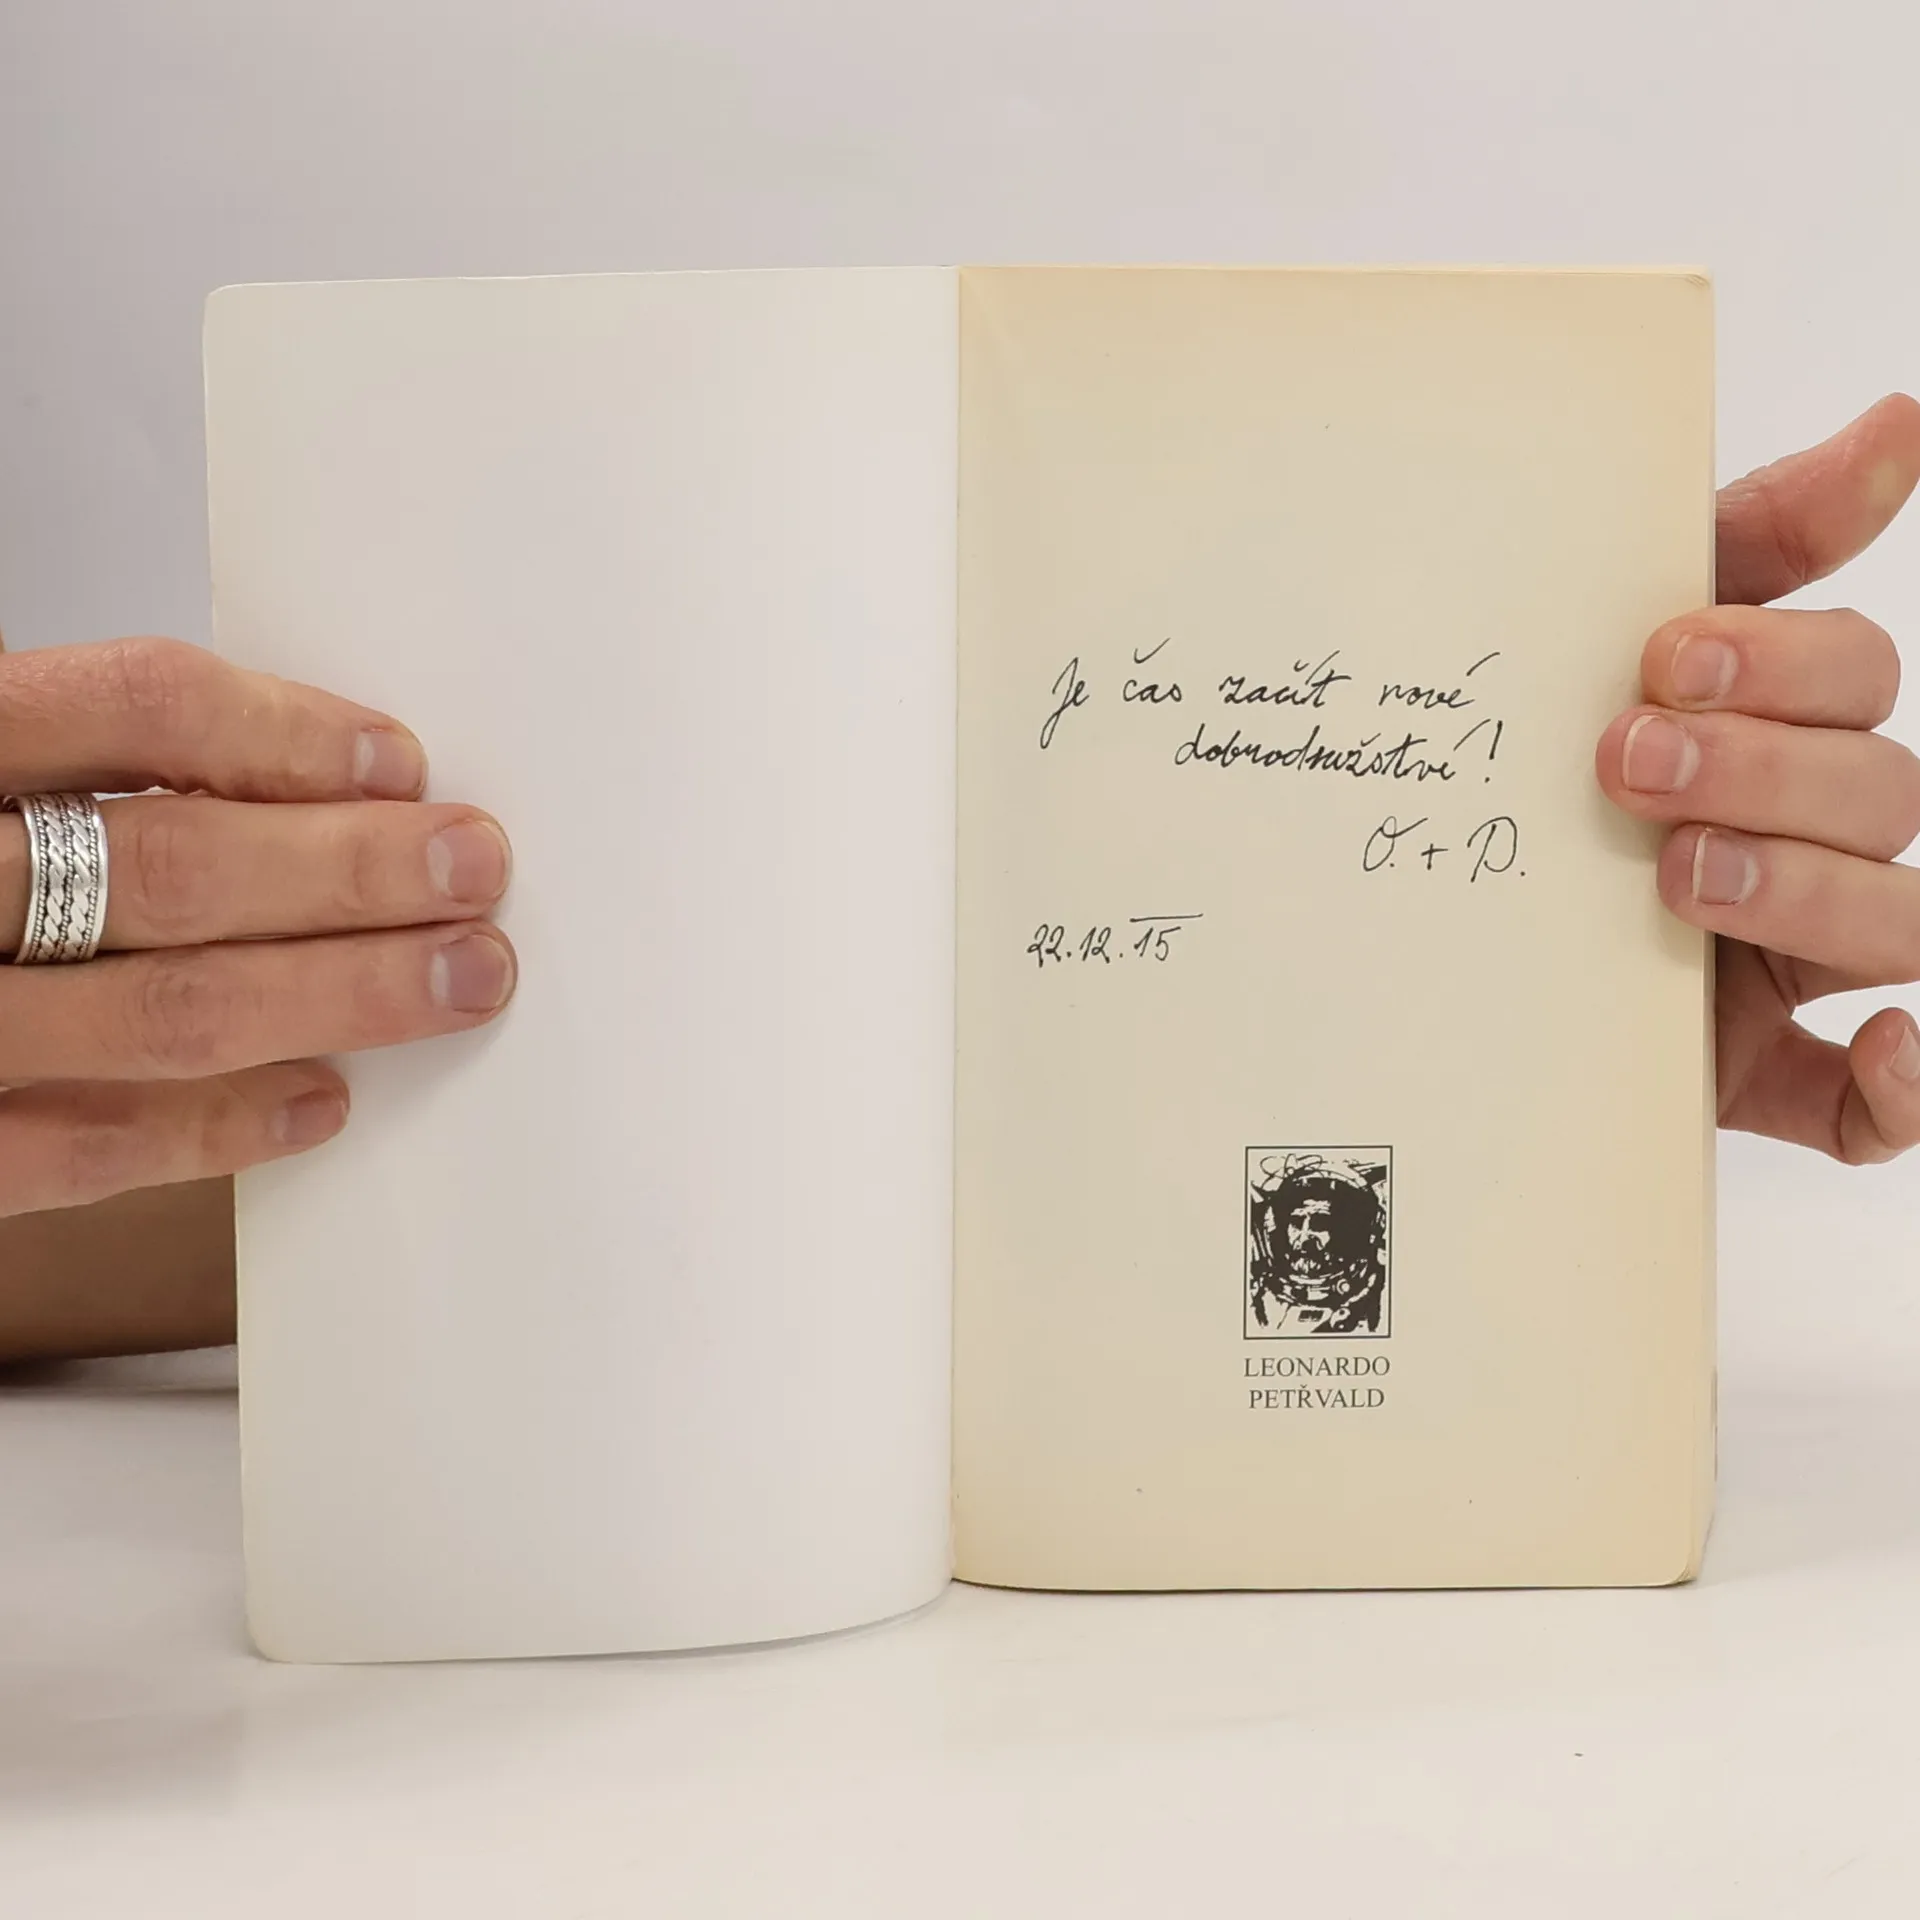 Je čas začít nové
dobrodružství!
O. + D.
22.12.15
LEONARDO
PETŘVALD